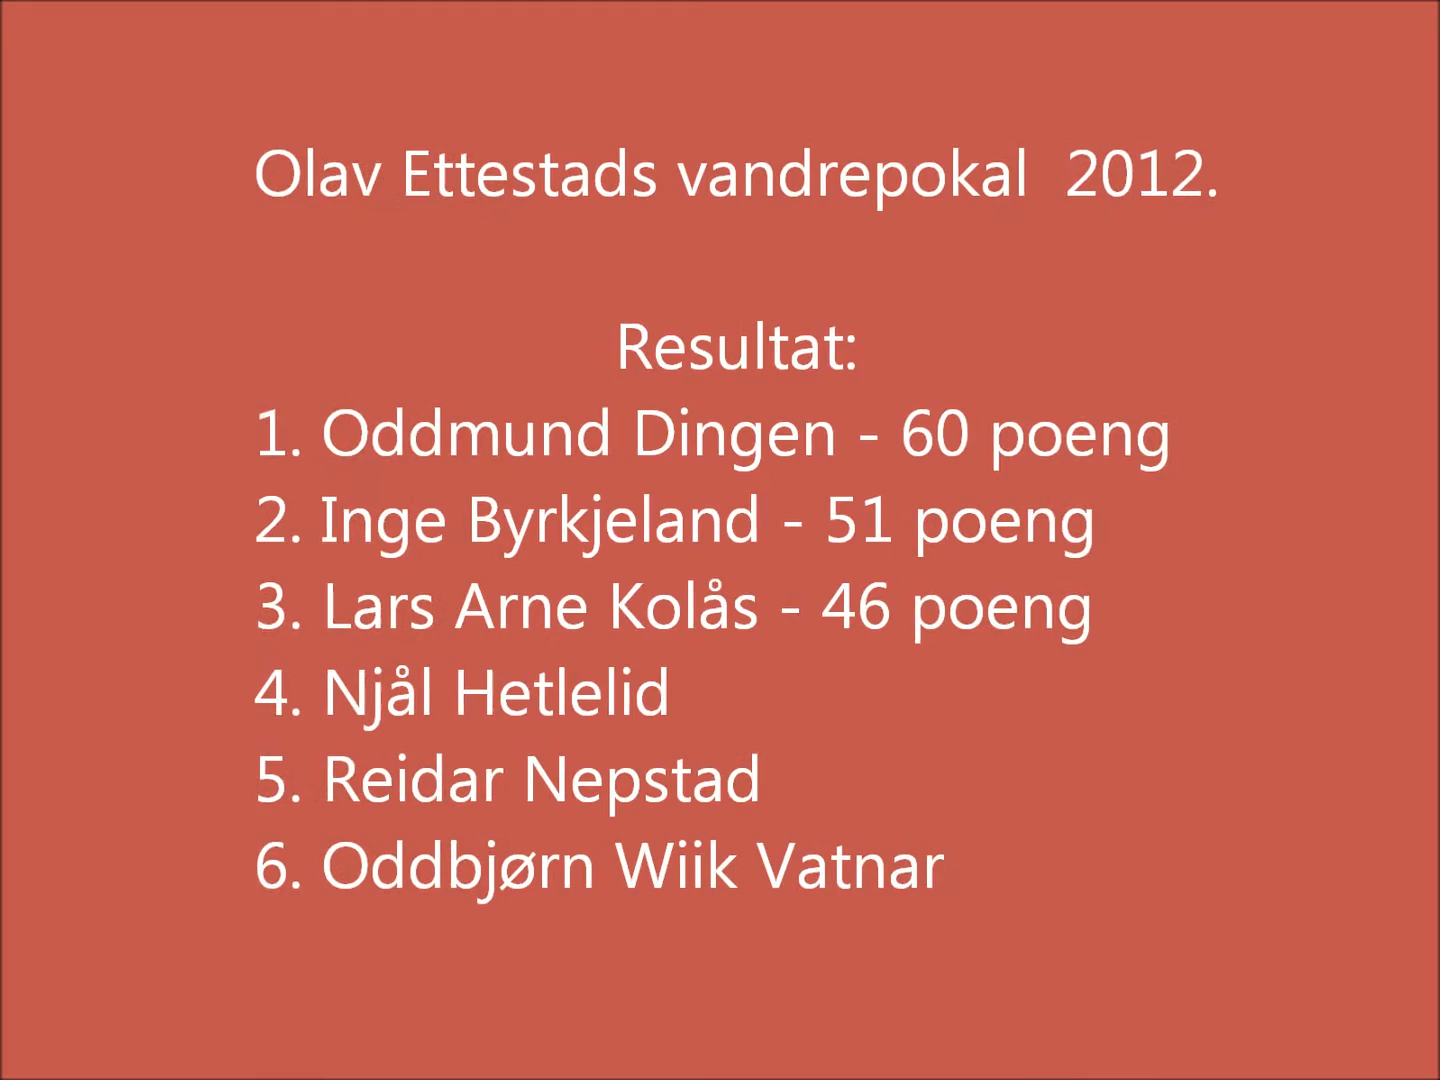 Olav Ettestads vandrepokal  2012.
Resultat:
1. Oddmund Dingen - 60 poeng
2. Inge Byrkjeland - 51 poeng
3. Lars Arne Kolås - 46 poeng
4. Njål Hetlelid
5. Reidar Nepstad
6. Oddbjørn Wiik Vatnar